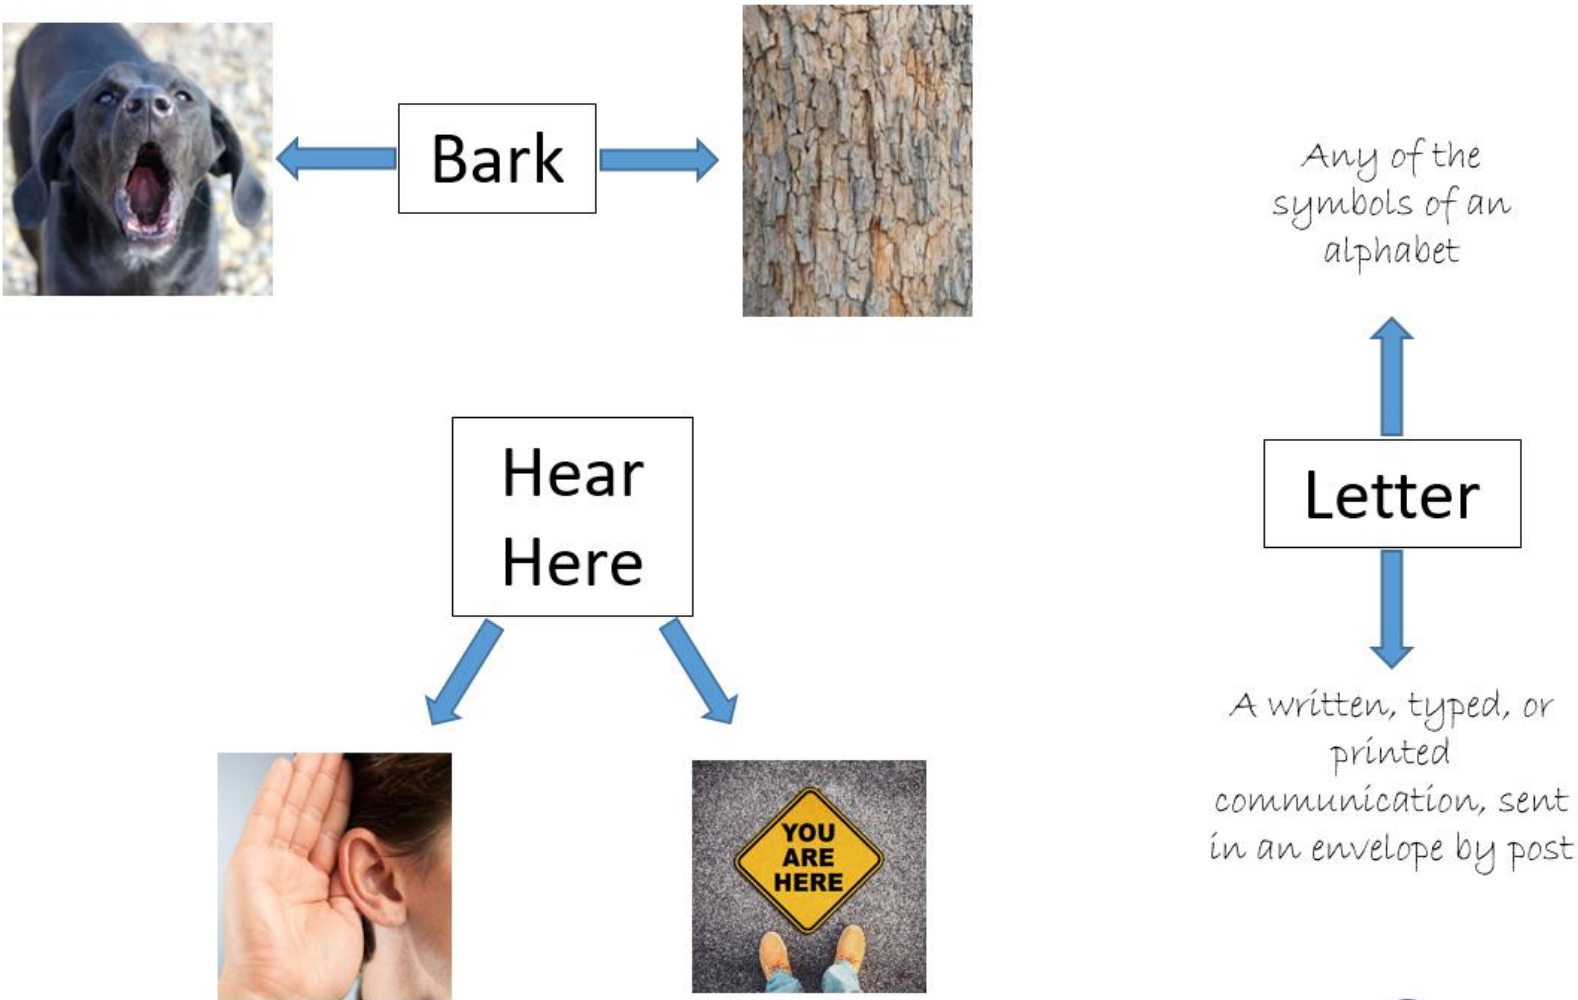 Bark
Any of the
symbols of an
alphabet
Hear
Here
Letter
A written, typed, or
printed
communication, sent
in an envelope by post
YOU
ARE
HERE